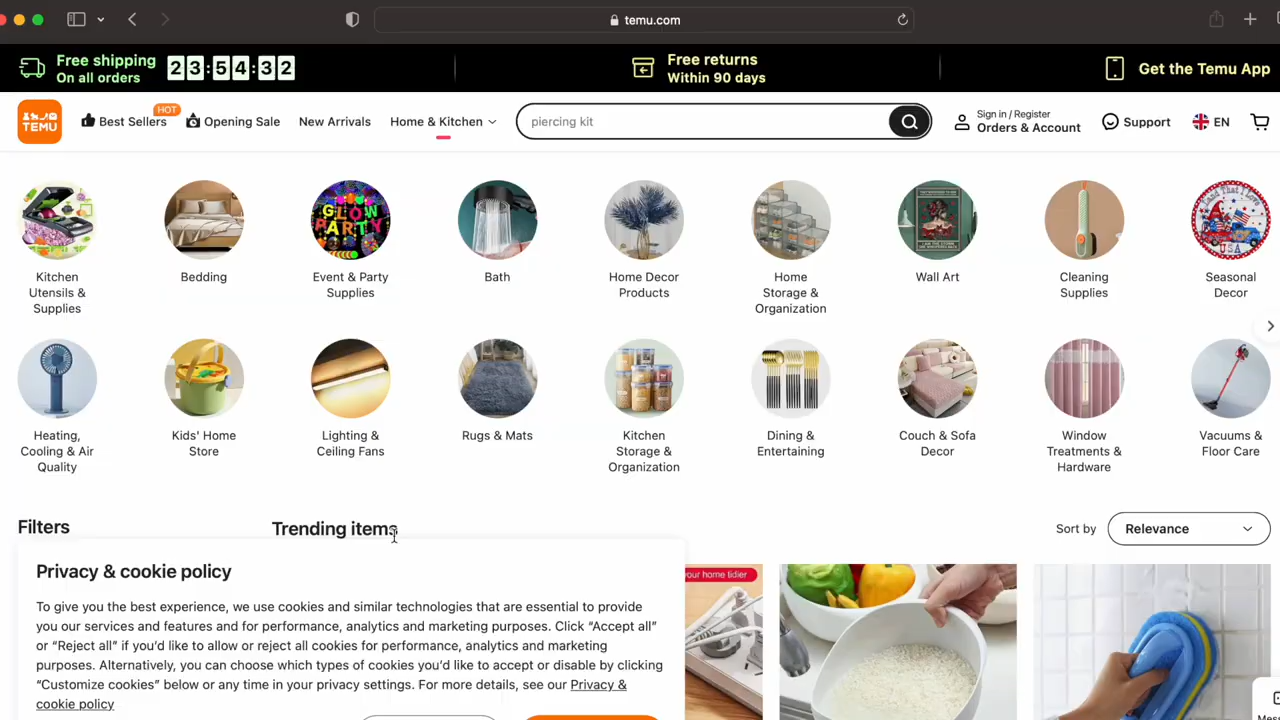 temu.com
Free shipping
On all orders
23:54:32
Free returns
Within 90 days
Get the Temu App
TEMU
Best Sellers
HOT
Opening Sale
New Arrivals
Home & Kitchen
piercing kit
Sign in / Register
Orders & Account
Support
EN
GLOW
PARTY
USA
Kitchen
Utensils &
Supplies
Bedding
Event & Party
Supplies
Bath
Home Decor
Products
Home
Storage &
Organization
Wall Art
Cleaning
Supplies
Seasonal
Decor
Heating,
Cooling & Air
Quality
Kids' Home
Store
Lighting &
Ceiling Fans
Rugs & Mats
Kitchen
Storage &
Organization
Dining &
Entertaining
Couch & Sofa
Decor
Window
Treatments &
Hardware
Vacuums &
Floor Care
Filters
Trending items
Sort by
Relevance
Privacy & cookie policy
To give you the best experience, we use cookies and similar technologies that are essential to provide
you our services and features and for performance, analytics and marketing purposes. Click “Accept all”
or “Reject all” if you’d like to allow or reject all cookies for performance, analytics and marketing
purposes. Alternatively, you can choose which types of cookies you’d like to accept or disable by clicking
“Customize cookies” below or any time in your privacy settings. For more details, see our Privacy &
cookie policy
your home tidier